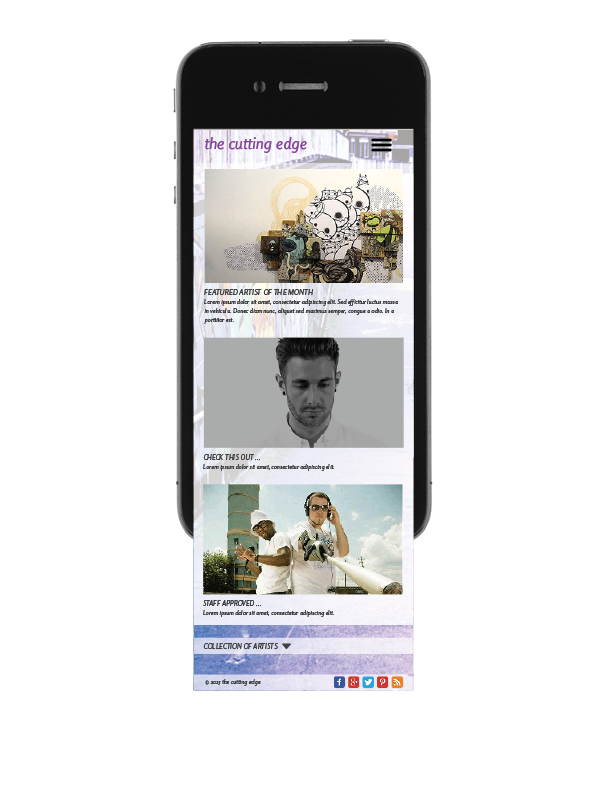 the cutting edge
FEATURED ARTIST OF THE MONTH
Lorem ipsum dolor sit amet, consectetur adipiscing elit. Sed efficitur luctus massa
in vehicula. Donec diam nunc, aliquet sed maximus semper, congue a odio. In a
porttitor est.
CHECK THIS OUT ...
Lorem ipsum dolor sit amet, consectetur adipiscing elit.
STAFF APPROVED ...
Lorem ipsum dolor sit amet, consectetur adipiscing elit.
COLLECTION OF ARTISTS
© 2015 the cutting edge